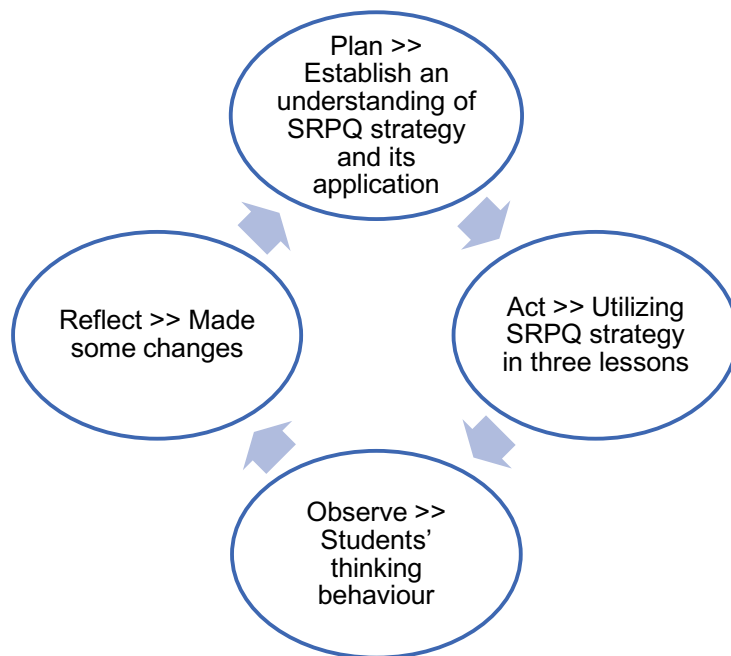 Plan >>
Establish an
understanding of
SRPQ strategy
and its
application
Act >> Utilizing
SRPQ strategy
in three lessons
Observe >>
Students’
thinking
behaviour
Reflect >> Made
some changes